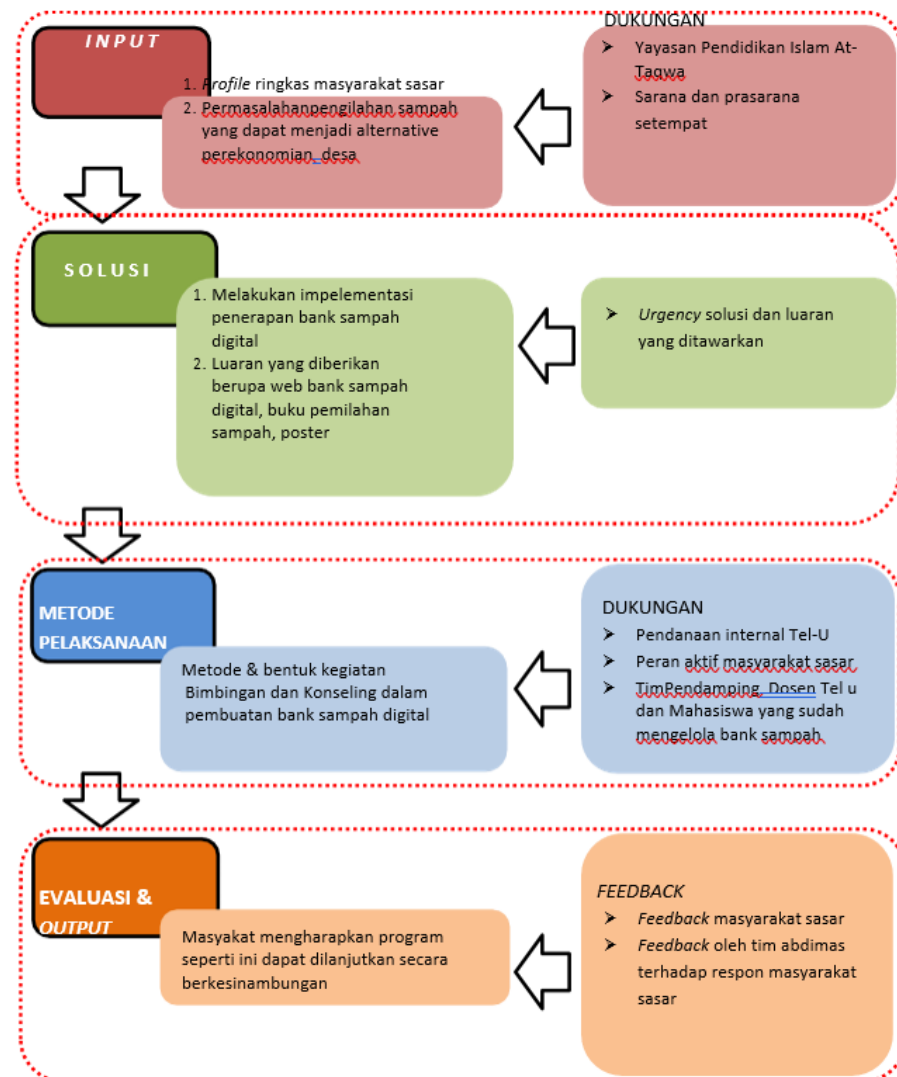 INPUT
1. Profile ringkas masyarakat sasar
2. Permasalahanpengilahan sampah
yang dapat menjadi alternative
perekonomian desa
DUKUNGAN
➤ Yayasan Pendidikan Islam At-
Taqwa
➤ Sarana dan prasarana
setempat
SOLUSI
1. Melakukan impelementasi
penerapan bank sampah
digital
2. Luaran yang diberikan
berupa web bank sampah
digital, buku pemilahan
sampah, poster
➤ Urgency solusi dan luaran
yang ditawarkan
METODE
PELAKSANAAN
Metode & bentuk kegiatan
Bimbingan dan Konseling dalam
pembuatan bank sampah digital
DUKUNGAN
➤ Pendanaan internal Tel-U
➤ Peran aktif masyarakat sasar
➤ TimPendamping, Dosen Tel u
dan Mahasiswa yang sudah
mengelola bank sampah
EVALUASI &
OUTPUT
Masyakat mengharapkan program
seperti ini dapat dilanjutkan secara
berkesinambungan
FEEDBACK
➤ Feedback masyarakat sasar
➤ Feedback oleh tim abdimas
terhadap respon masyarakat
sasar